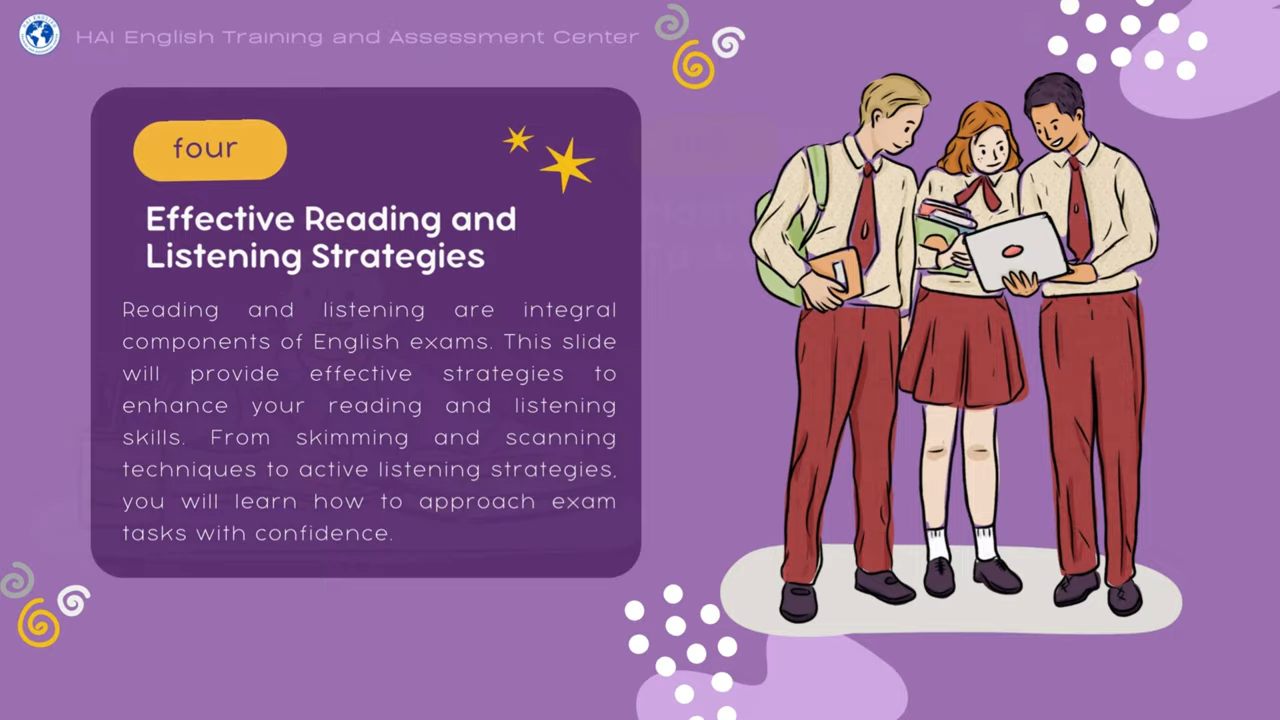 HAI English Training and Assessment Center
four
Effective Reading and
Listening Strategies
Reading and listening are integral
components of English exams. This slide
will provide effective strategies to
enhance your reading and listening
skills. From skimming and scanning
techniques to active listening strategies,
you will learn how to approach exam
tasks with confidence.